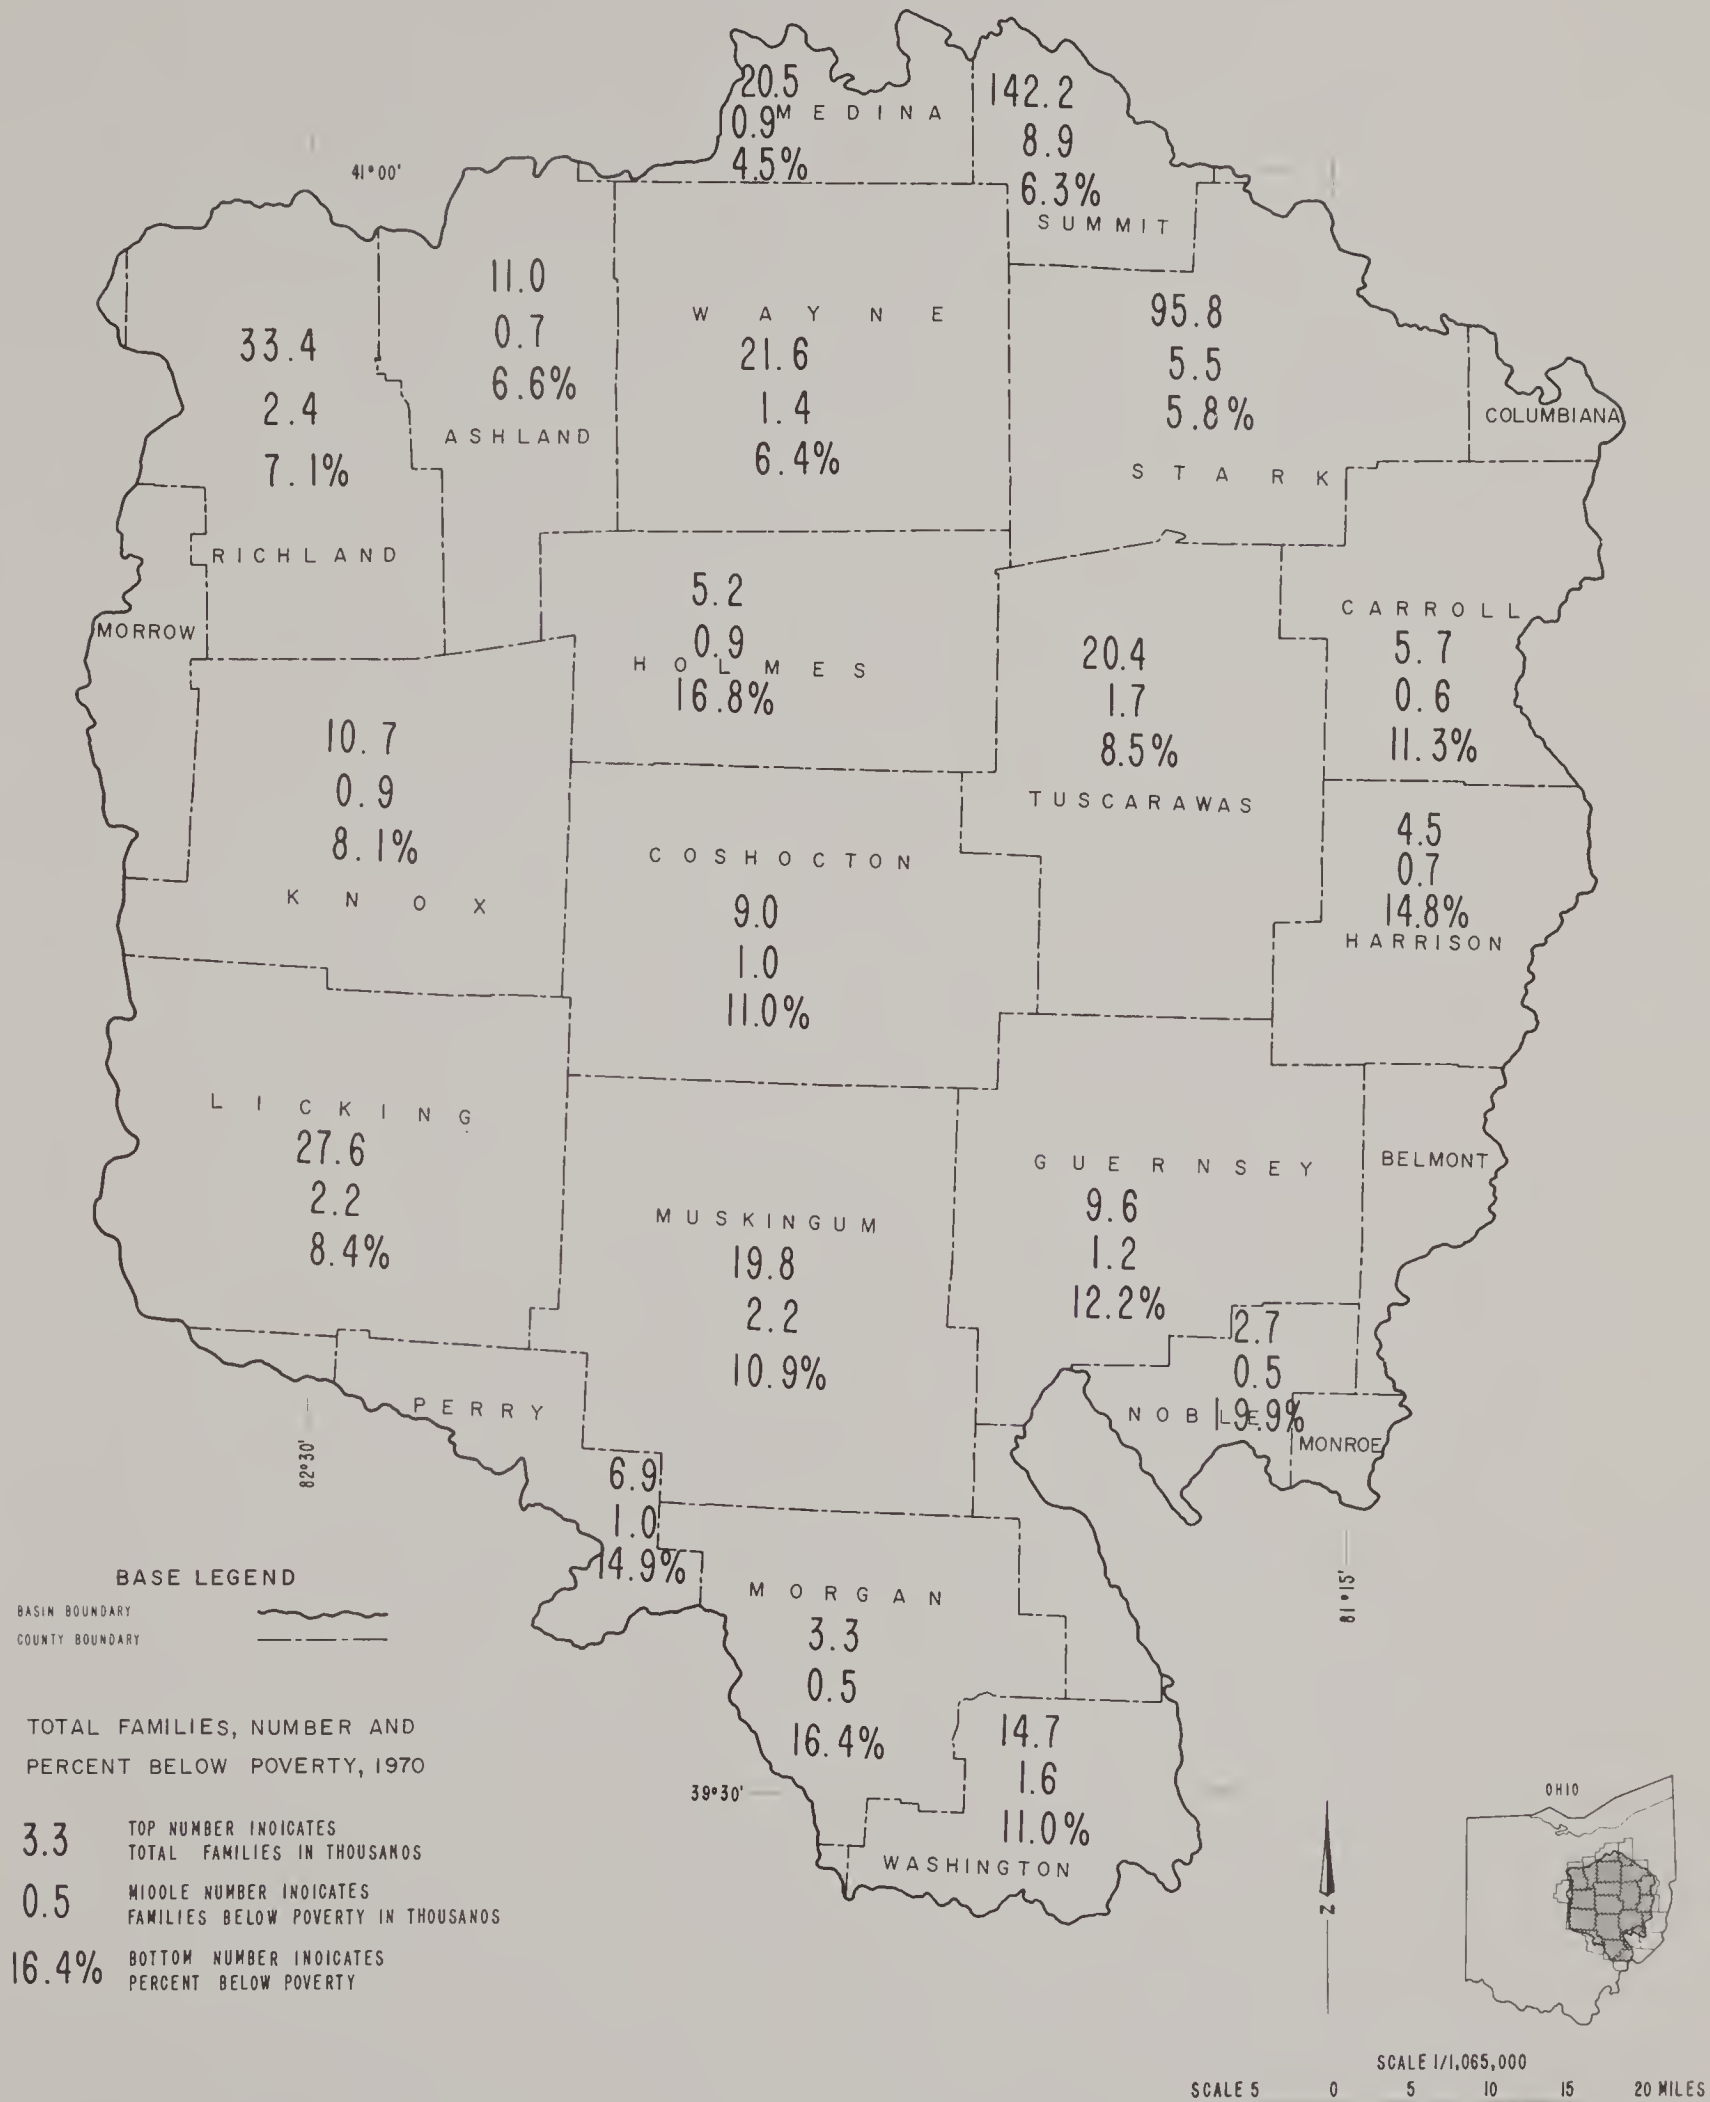 20.5
0.9
4.5%
MEDINA
142.2
8.9
6.3%
SUMMIT
41°00'
33.4
2.4
7.1%
RICHLAND
11.0
0.7
6.6%
ASHLAND
WAYNE
21.6
1.4
6.4%
95.8
5.5
5.8%
STARK
COLUMBIANA
MORROW
5.2
0.9
HOLMES
16.8%
20.4
1.7
8.5%
TUSCARAWAS
CARROLL
5.7
0.6
11.3%
10.7
0.9
8.1%
KNOX
COSHOCTON
9.0
1.0
11.0%
4.5
0.7
14.8%
HARRISON
LICKING
27.6
2.2
8.4%
MUSKINGUM
19.8
2.2
10.9%
GUERNSEY
9.6
1.2
12.2%
BELMONT
2.7
0.5
19.9%
NOBLE
MONROE
PERRY
6.9
1.0
14.9%
82°30'
81°15'
MORGAN
3.3
0.5
16.4%
14.7
1.6
11.0%
WASHINGTON
39°30'
BASE LEGEND
BASIN BOUNDARY
COUNTY BOUNDARY
TOTAL FAMILIES, NUMBER AND
PERCENT BELOW POVERTY, 1970
3.3 TOP NUMBER INDICATES
TOTAL FAMILIES IN THOUSANDS
0.5 MIDDLE NUMBER INDICATES
FAMILIES BELOW POVERTY IN THOUSANDS
16.4% BOTTOM NUMBER INDICATES
PERCENT BELOW POVERTY
N
OHIO
SCALE 1/1,065,000
SCALE 5 0 5 10 15 20 MILES